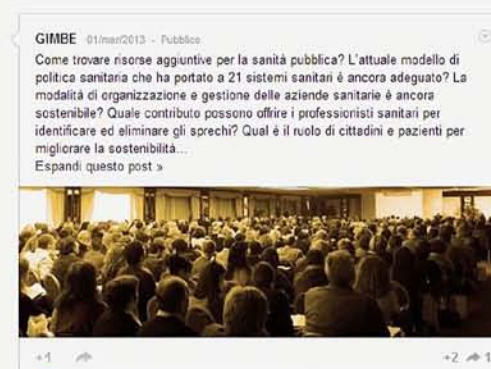 GIMBE 01/mar/2013 - Pubblico
Come trovare risorse aggiuntive per la sanità pubblica? L'attuale modello di
politica sanitaria che ha portato a 21 sistemi sanitari è ancora adeguato? La
modalità di organizzazione e gestione delle aziende sanitarie è ancora
sostenibile? Quale contributo possono offrire i professionisti sanitari per
identificare ed eliminare gli sprechi? Qual è il ruolo di cittadini e pazienti per
migliorare la sostenibilità...
Espandi questo post »
+1 +2 1